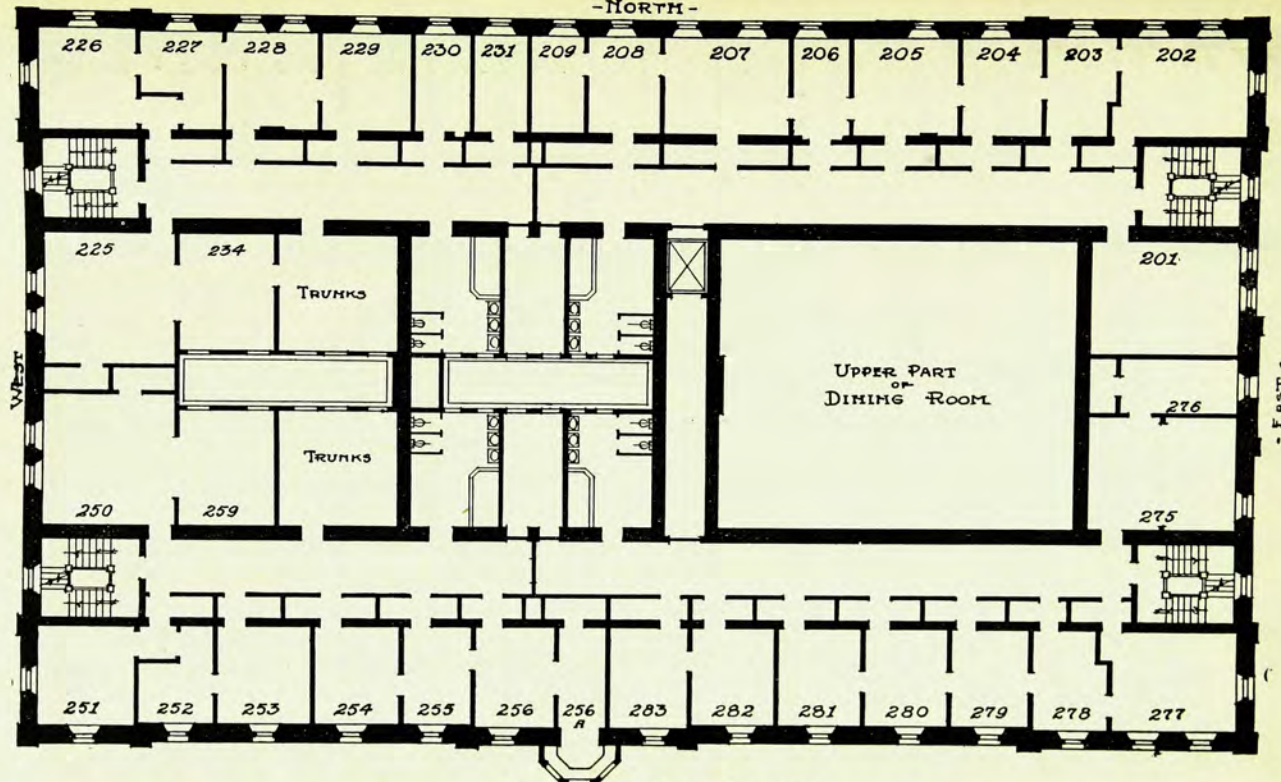 -NORTH-
226 227 228 229 230 231 209 208 207 206 205 204 203 202
225 234 TRUNKS 201
WEST
UPPER PART
OF
DINING ROOM
276
- EAST -
TRUNKS
250 259 275
251 252 253 254 255 256 256 A 283 282 281 280 279 278 277